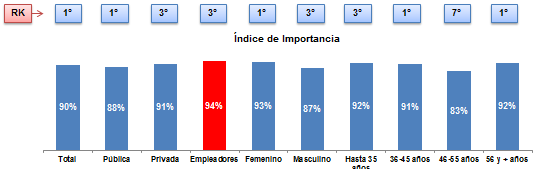 RK 1° 1° 3° 3° 1° 3° 3° 1° 7° 1°
Índice de Importancia
90% 88% 91% 94% 93% 87% 92% 91% 83% 92%
Total Pública Privada Empleadores Femenino Masculino Hasta 35 36-45 años 46-55 años 56 y + años
años